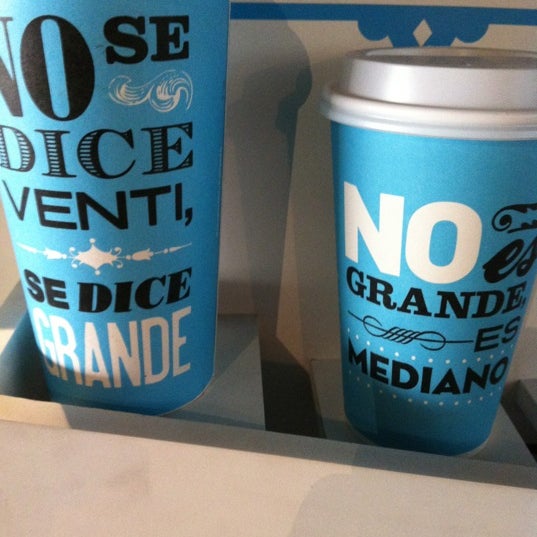 NO SE
DICE
VENTI,
SE DICE
GRANDE
NO es
GRANDE,
ES
MEDIANO